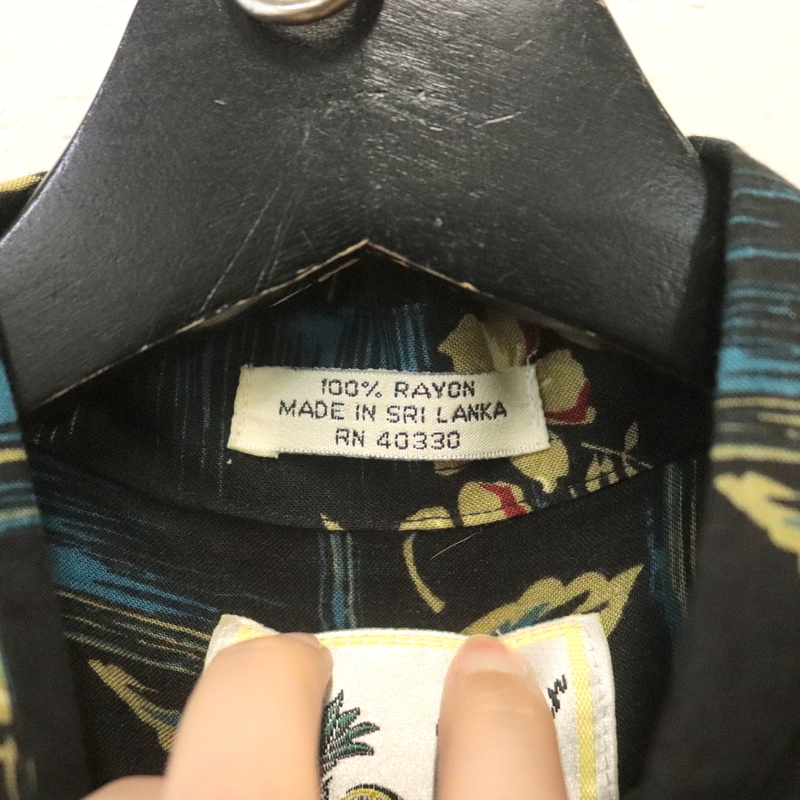 100% RAYON
MADE IN SRI LANKA
RN 40330